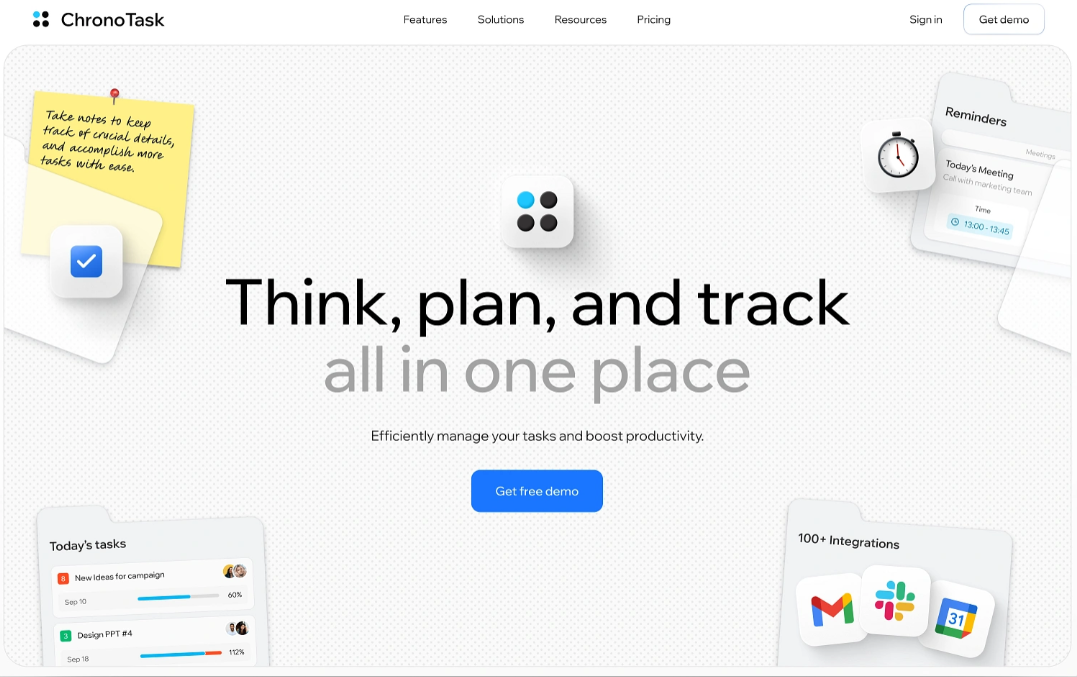 ChronoTask
Features
Solutions
Resources
Pricing
Sign in
Get demo
Take notes to keep
track of crucial details,
and accomplish more
tasks with ease.
Reminders
Meetings
Today's Meeting
Call with marketing team
Time
13:00 - 13:45
Think, plan, and track
all in one place
Efficiently manage your tasks and boost productivity.
Get free demo
Today's tasks
8 New Ideas for campaign
Sep 10 60%
3 Design PPT #4
Sep 18 112%
100+ Integrations
31